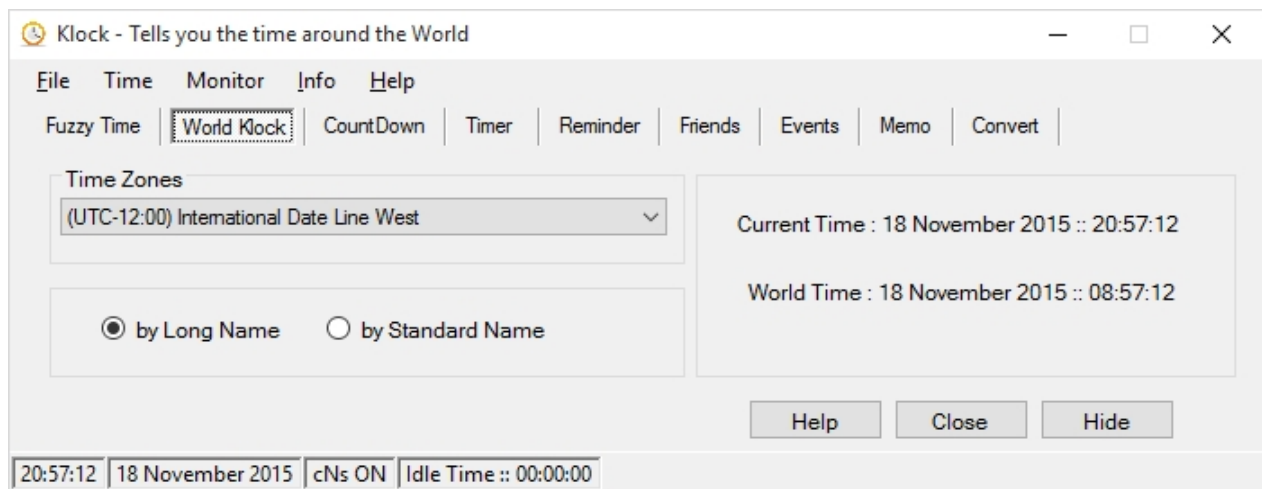 Klock - Tells you the time around the World
File Time Monitor Info Help
Fuzzy Time World Klock CountDown Timer Reminder Friends Events Memo Convert
Time Zones
(UTC-12:00) International Date Line West
by Long Name by Standard Name
Current Time : 18 November 2015 :: 20:57:12
World Time : 18 November 2015 :: 08:57:12
Help Close Hide
20:57:12 18 November 2015 cNs ON Idle Time :: 00:00:00